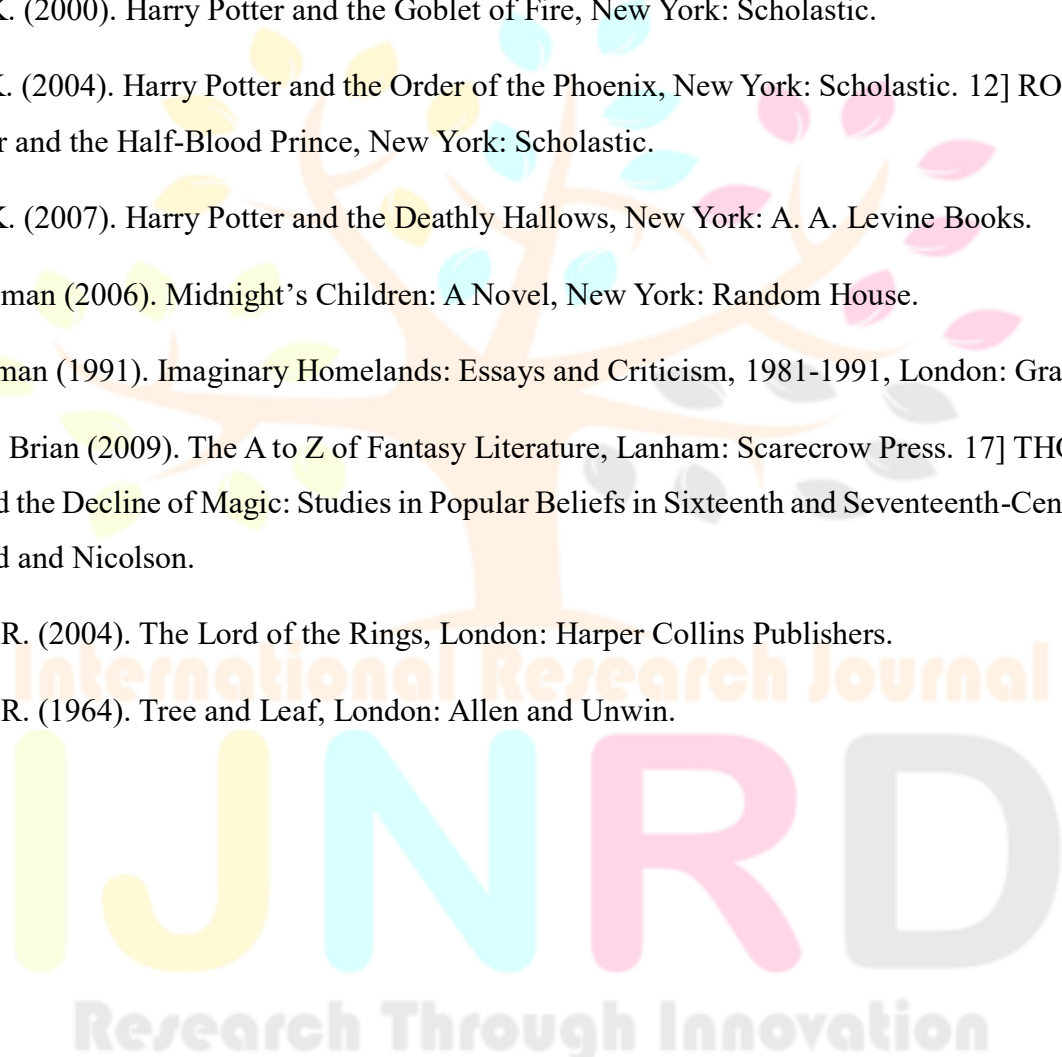 K. (2000). Harry Potter and the Goblet of Fire, New York: Scholastic.
K. (2004). Harry Potter and the Order of the Phoenix, New York: Scholastic. 12] RO
r and the Half-Blood Prince, New York: Scholastic.
K. (2007). Harry Potter and the Deathly Hallows, New York: A. A. Levine Books.
man (2006). Midnight’s Children: A Novel, New York: Random House.
man (1991). Imaginary Homelands: Essays and Criticism, 1981-1991, London: Gra
, Brian (2009). The A to Z of Fantasy Literature, Lanham: Scarecrow Press. 17] THO
d the Decline of Magic: Studies in Popular Beliefs in Sixteenth and Seventeenth-Cen
d and Nicolson.
R. (2004). The Lord of the Rings, London: Harper Collins Publishers.
International Research Journal
R. (1964). Tree and Leaf, London: Allen and Unwin.
IJNRD
Research Through Innovation